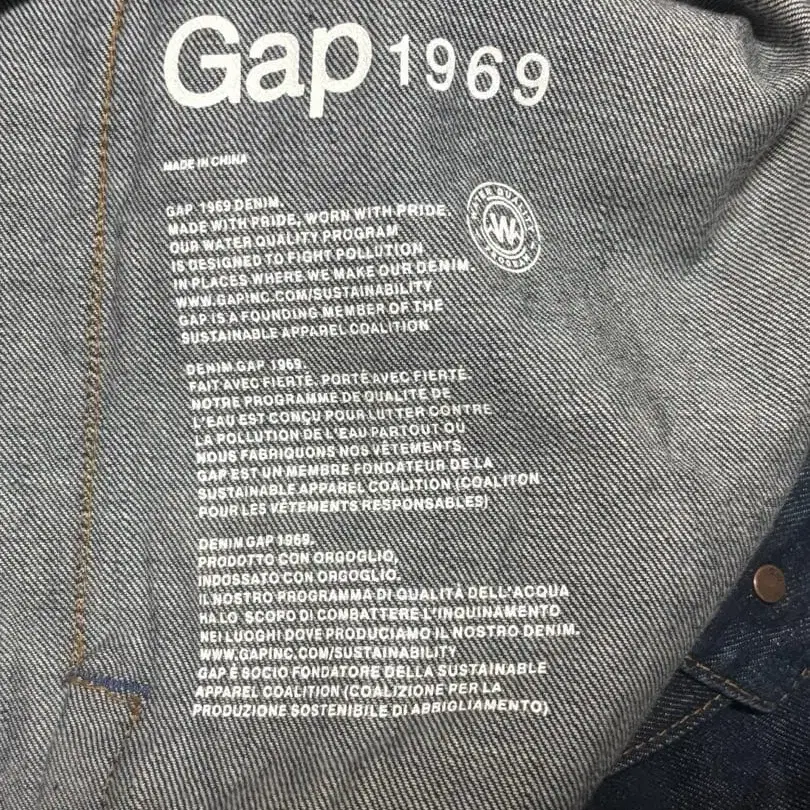 Gap 1969
MADE IN CHINA
GAP 1969 DENIM.
MADE WITH PRIDE, WORN WITH PRIDE.
OUR WATER QUALITY PROGRAM
IS DESIGNED TO FIGHT POLLUTION
IN PLACES WHERE WE MAKE OUR DENIM.
WWW.GAPINC.COM/SUSTAINABILITY
GAP IS A FOUNDING MEMBER OF THE
SUSTAINABLE APPAREL COALITION
WATER QUALITY
W
PROGRAM
DENIM GAP 1969.
FAIT AVEC FIERTÉ. PORTÉ AVEC FIERTÉ.
NOTRE PROGRAMME DE QUALITÉ DE
L'EAU EST CONÇU POUR LUTTER CONTRE
LA POLLUTION DE L'EAU PARTOUT OÙ
NOUS FABRIQUONS NOS VÊTEMENTS.
GAP EST UN MEMBRE FONDATEUR DE LA
SUSTAINABLE APPAREL COALITION (COALITON
POUR LES VÊTEMENTS RESPONSABLES)
DENIM GAP 1969.
PRODOTTO CON ORGOGLIO,
INDOSSATO CON ORGOGLIO.
IL NOSTRO PROGRAMMA DI QUALITÀ DELL'ACQUA
HA LO SCOPO DI COMBATTERE L'INQUINAMENTO
NEI LUOGHI DOVE PRODUCIAMO IL NOSTRO DENIM.
WWW.GAPINC.COM/SUSTAINABILITY
GAP È SOCIO FONDATORE DELLA SUSTAINABLE
APPAREL COALITION (COALIZIONE PER LA
PRODUZIONE SOSTENIBILE DI ABBIGLIAMENTO)